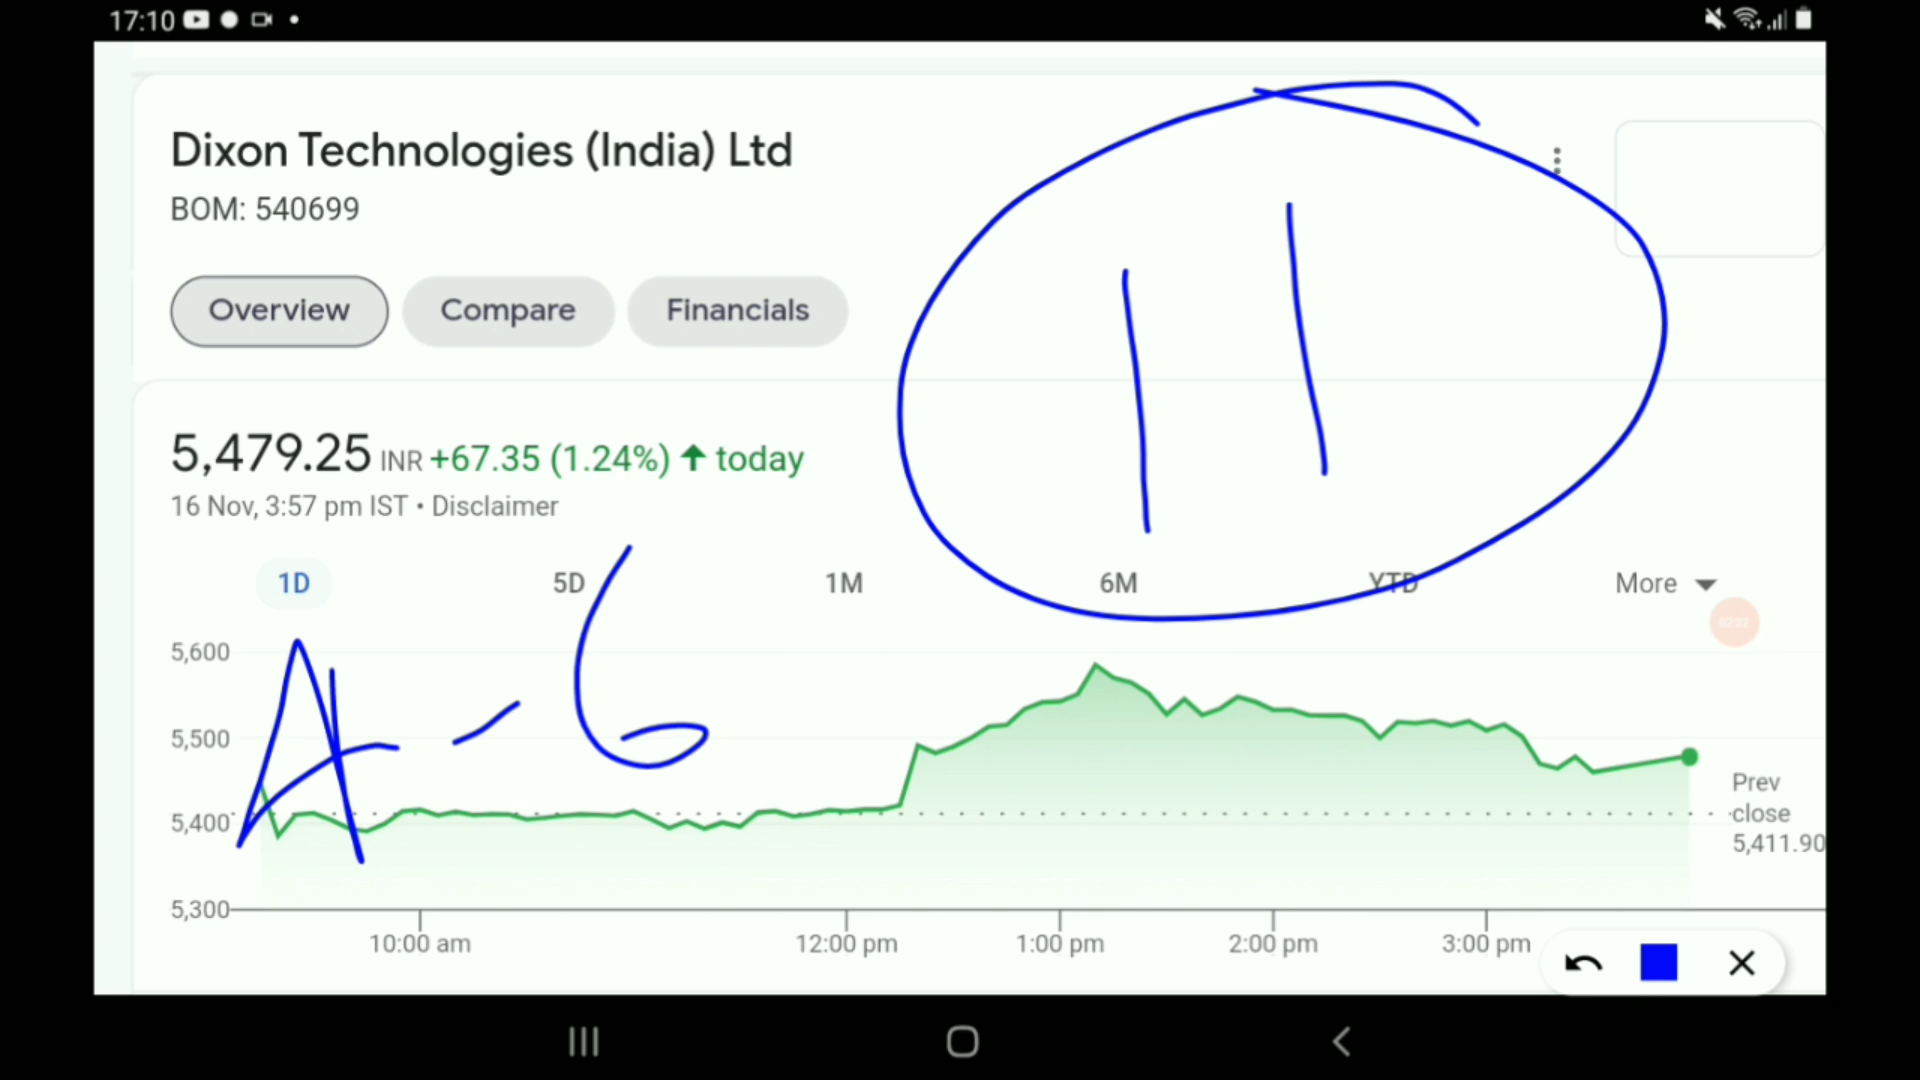 17:10
Dixon Technologies (India) Ltd
BOM: 540699
11
Overview Compare Financials
5,479.25 INR +67.35 (1.24%) ↑ today
16 Nov, 3:57 pm IST • Disclaimer
1D 5D 1M 6M YTD More
A - 6
5,600
5,500
5,400
5,300
Prev
close
5,411.90
10:00 am 12:00 pm 1:00 pm 2:00 pm 3:00 pm